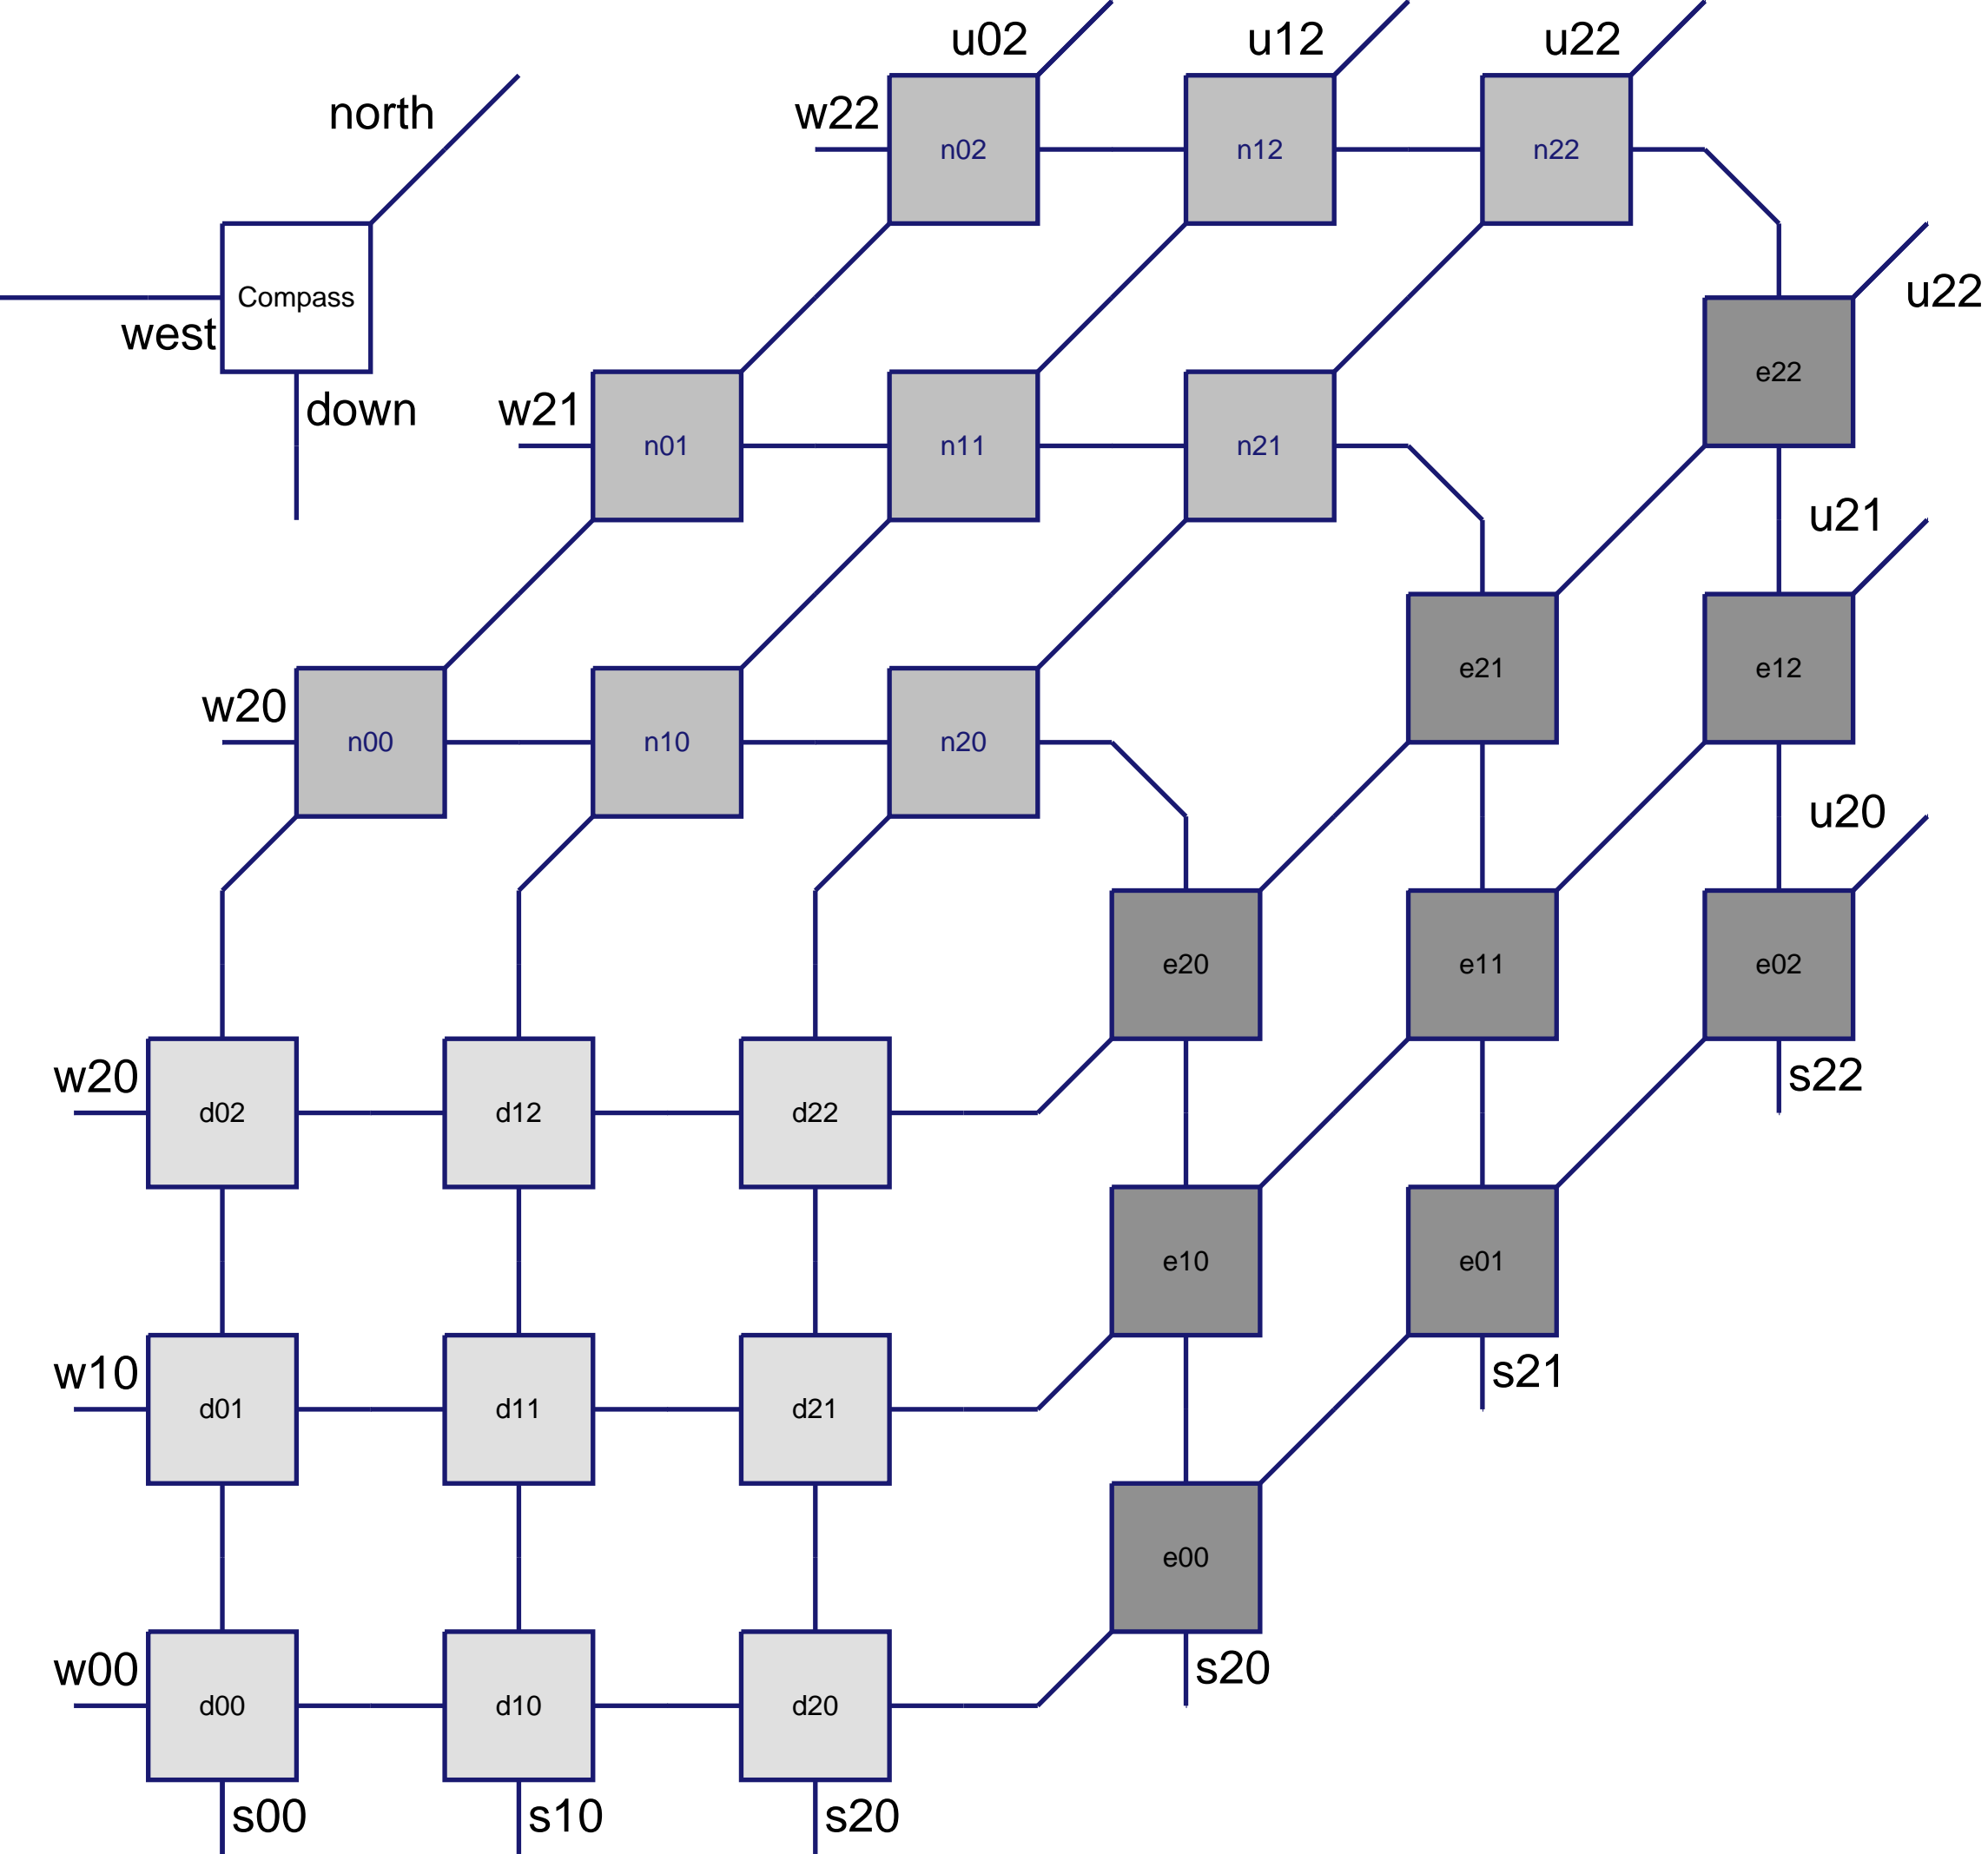 u02 u12 u22
north w22 n02 n12 n22
Compass u22
west
down w21 n01 n11 n21 e22
u21
w20 n00 n10 n20 e21 e12
u20
e20 e11 e02
w20 d02 d12 d22 s22
e10 e01
w10 d01 d11 d21 s21
e00
w00 d00 d10 d20 s20
s00 s10 s20